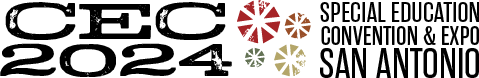 CEC
2024
SPECIAL EDUCATION
CONVENTION & EXPO
SAN ANTONIO